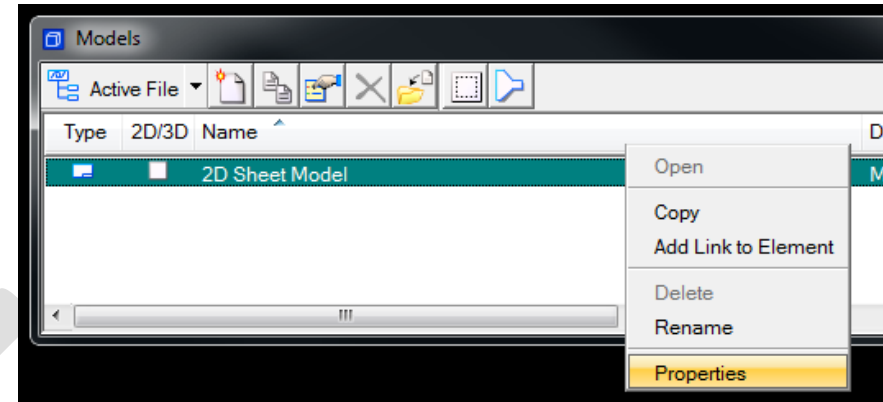 Models
Active File
Type 2D/3D Name D
2D Sheet Model M
Open
Copy
Add Link to Element
Delete
Rename
Properties